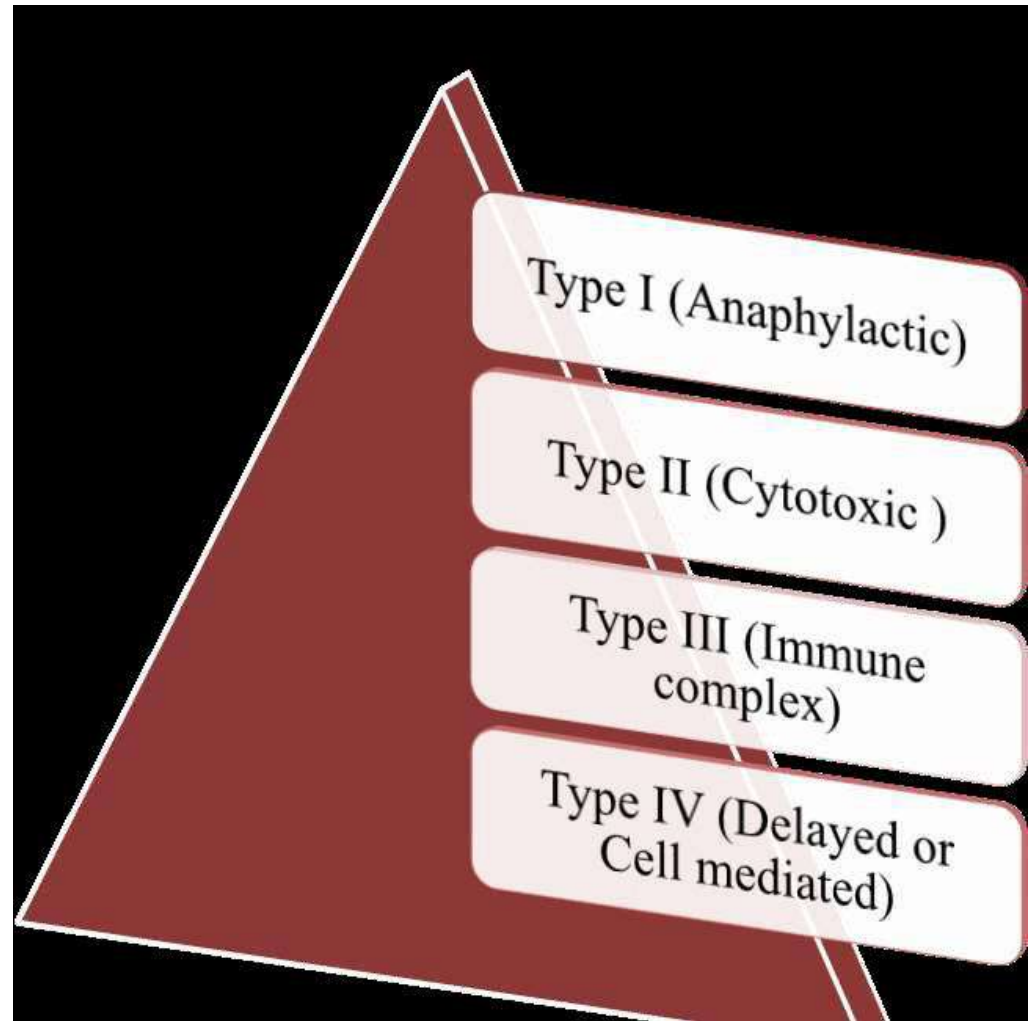 Type I (Anaphylactic)
Type II (Cytotoxic )
Type III (Immune
complex)
Type IV (Delayed or
Cell mediated)